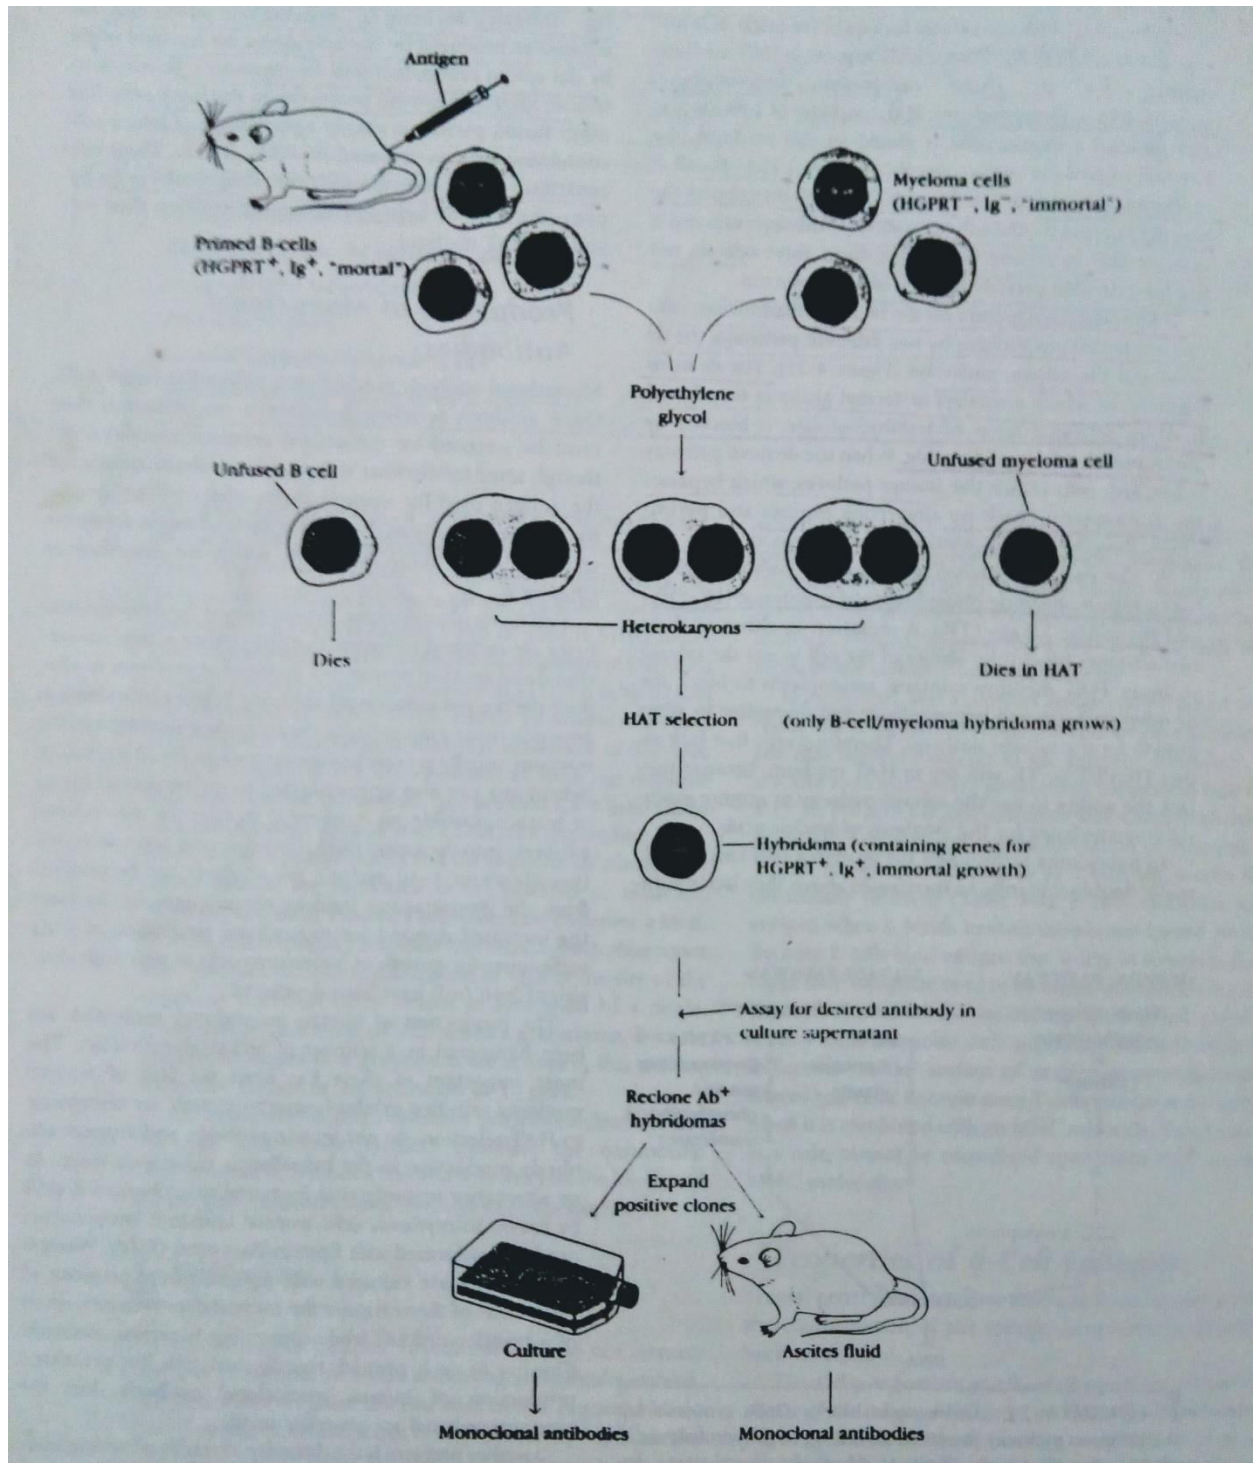 Antigen
Myeloma cells
(HGPRT⁻, Ig⁻, "immortal")
Primed B-cells
(HGPRT⁺, Ig⁺, "mortal")
Polyethylene
glycol
Unfused B cell
Unfused myeloma cell
Heterokaryons
Dies
Dies in HAT
HAT selection (only B-cell/myeloma hybridoma grows)
Hybridoma (containing genes for
HGPRT⁺, Ig⁺, immortal growth)
Assay for desired antibody in
culture supernatant
Reclone Ab⁺
hybridomas
Expand
positive clones
Culture
Ascites fluid
Monoclonal antibodies
Monoclonal antibodies